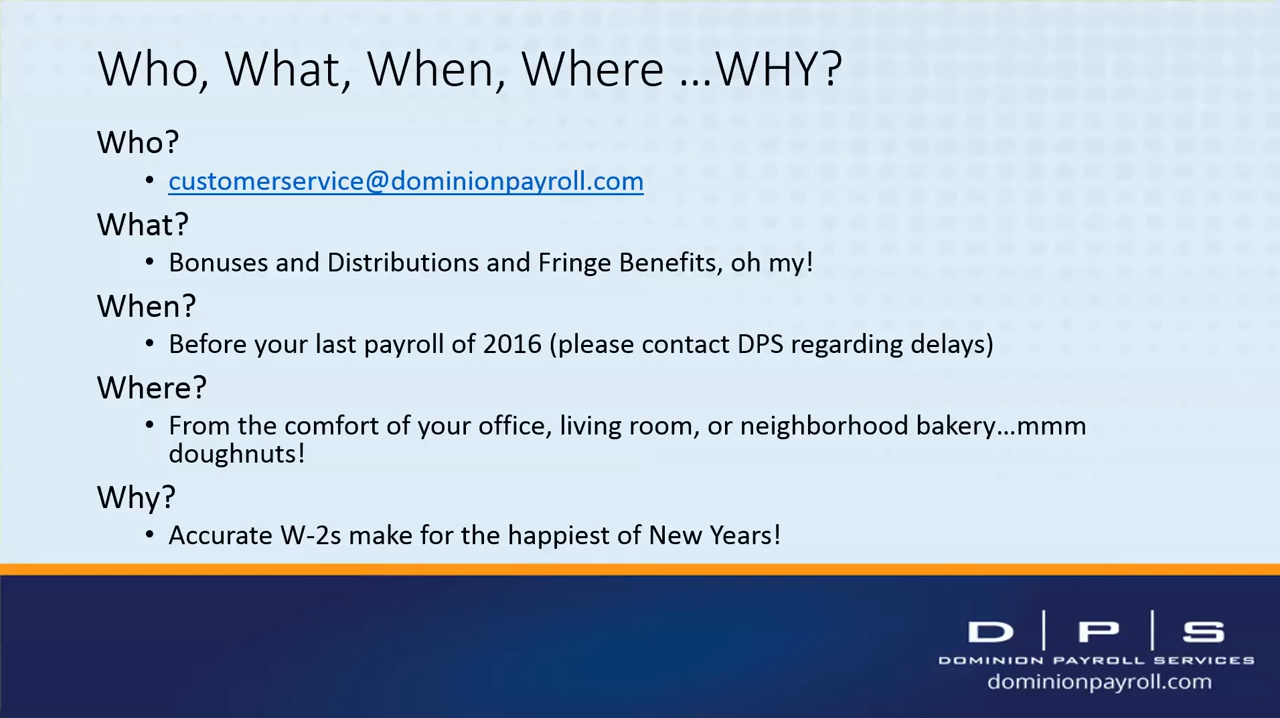 Who, What, When, Where ...WHY?
Who?
• customerservice@dominionpayroll.com
What?
• Bonuses and Distributions and Fringe Benefits, oh my!
When?
• Before your last payroll of 2016 (please contact DPS regarding delays)
Where?
• From the comfort of your office, living room, or neighborhood bakery...mmm
doughnuts!
Why?
• Accurate W-2s make for the happiest of New Years!
D|P|S
DOMINION PAYROLL SERVICES
dominionpayroll.com